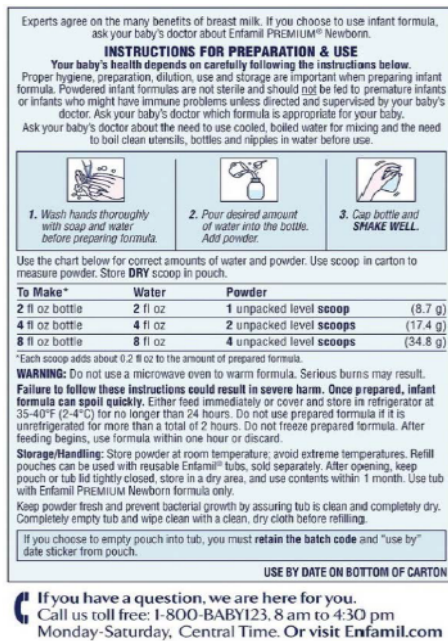 Experts agree on the many benefits of breast milk. If you choose to use infant formula,
ask your baby's doctor about Enfamil PREMIUM® Newborn.
INSTRUCTIONS FOR PREPARATION & USE
Your baby's health depends on carefully following the instructions below.
Proper hygiene, preparation, dilution, use and storage are important when preparing infant
formula. Powdered infant formulas are not sterile and should not be fed to premature infants
or infants who might have immune problems unless directed and supervised by your baby's
doctor. Ask your baby's doctor which formula is appropriate for your baby.
Ask your baby's doctor about the need to use cooled, boiled water for mixing and the need
to boil clean utensils, bottles and nipples in water before use.
1. Wash hands thoroughly
with soap and water
before preparing formula.
2. Pour desired amount
of water into the bottle.
Add powder.
3. Cap bottle and
SHAKE WELL.
Use the chart below for correct amounts of water and powder. Use scoop in carton to
measure powder. Store DRY scoop in pouch.
To Make* Water Powder
2 fl oz bottle 2 fl oz 1 unpacked level scoop (8.7 g)
4 fl oz bottle 4 fl oz 2 unpacked level scoops (17.4 g)
8 fl oz bottle 8 fl oz 4 unpacked level scoops (34.8 g)
*Each scoop adds about 0.2 fl oz to the amount of prepared formula.
WARNING: Do not use a microwave oven to warm formula. Serious burns may result.
Failure to follow these instructions could result in severe harm. Once prepared, infant
formula can spoil quickly. Either feed immediately or cover and store in refrigerator at
35-40°F (2-4°C) for no longer than 24 hours. Do not use prepared formula if it is
unrefrigerated for more than a total of 2 hours. Do not freeze prepared formula. After
feeding begins, use formula within one hour or discard.
Storage/Handling: Store powder at room temperature; avoid extreme temperatures. Refill
pouches can be used with reusable Enfamil® tubs, sold separately. After opening, keep
pouch or tub lid tightly closed, store in a dry area, and use contents within 1 month. Use tub
with Enfamil PREMIUM Newborn formula only.
Keep powder fresh and prevent bacterial growth by assuring tub is clean and completely dry.
Completely empty tub and wipe clean with a clean, dry cloth before refilling.
If you choose to empty pouch into tub, you must retain the batch code and "use by"
date sticker from pouch.
USE BY DATE ON BOTTOM OF CARTON
If you have a question, we are here for you.
Call us toll free: 1-800-BABY123, 8 am to 4:30 pm
Monday-Saturday, Central Time. Or visit Enfamil.com